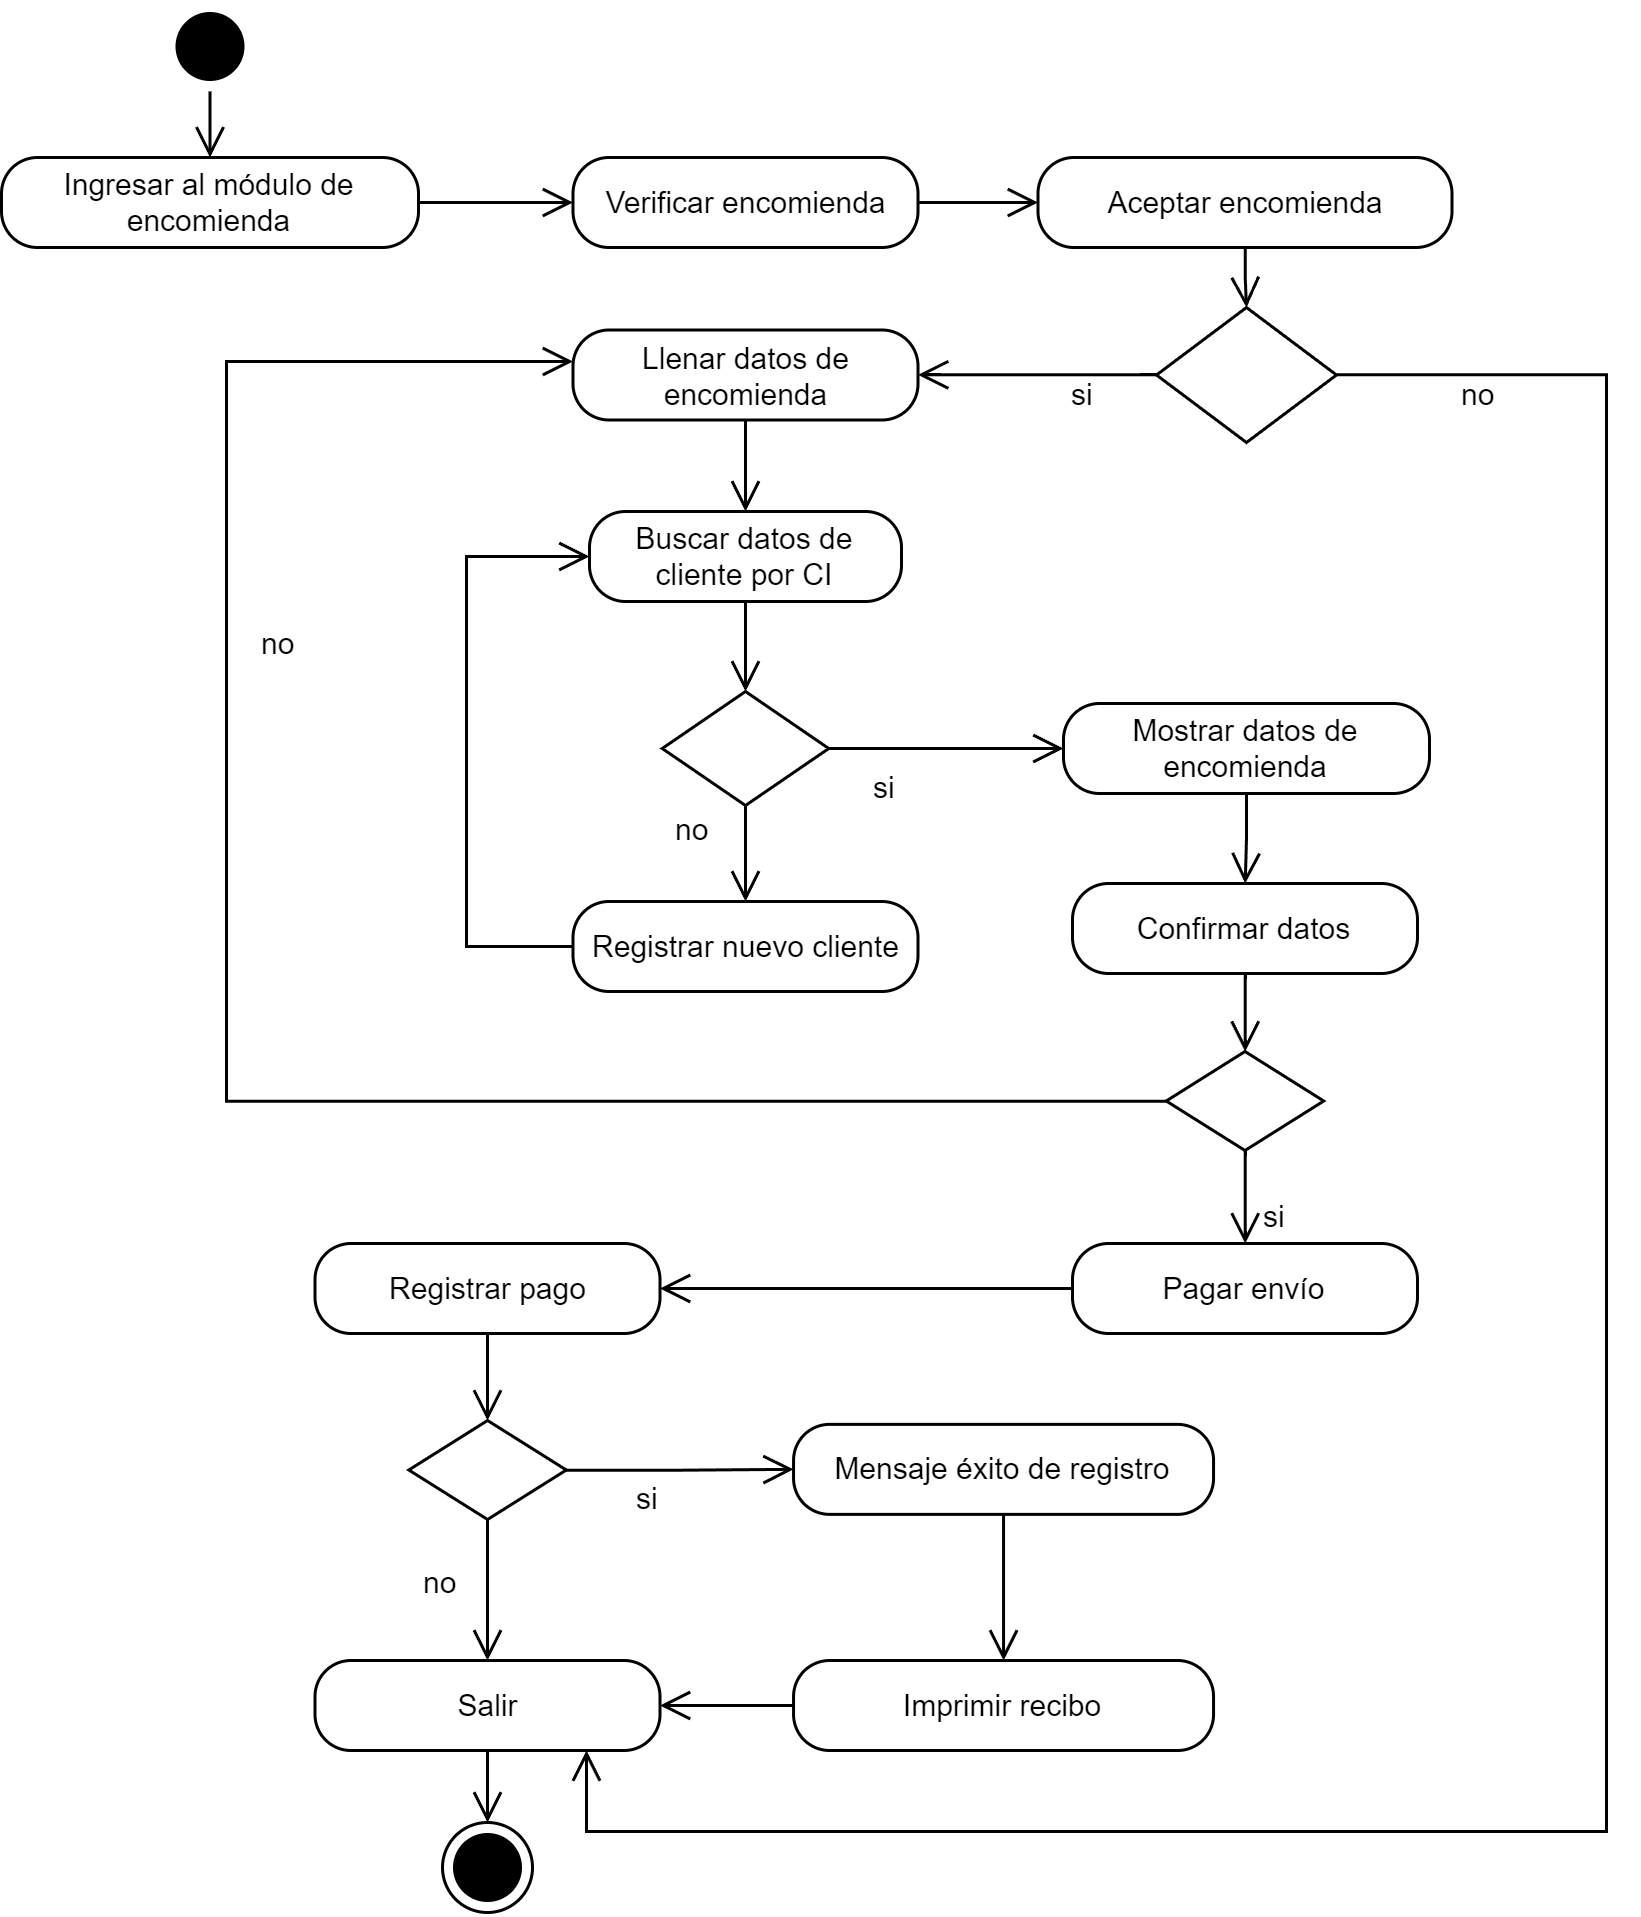 Ingresar al módulo de
encomienda
Verificar encomienda
Aceptar encomienda
Llenar datos de
encomienda
si
no
Buscar datos de
cliente por CI
no
Mostrar datos de
encomienda
si
no
Confirmar datos
Registrar nuevo cliente
si
Registrar pago
Pagar envío
Mensaje éxito de registro
si
no
Salir
Imprimir recibo